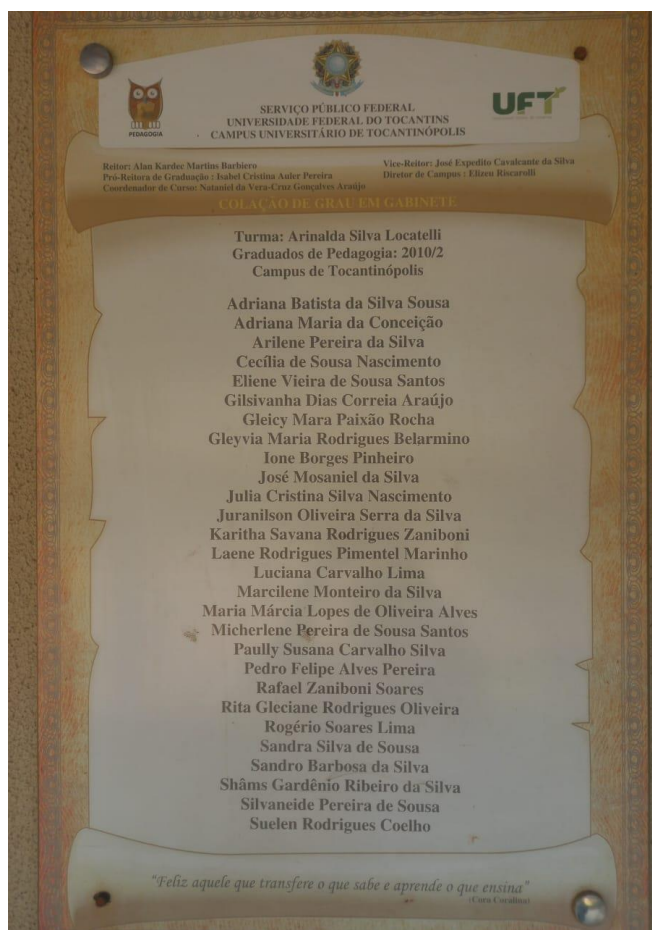 PEDAGOGIA
UFT
SERVIÇO PÚBLICO FEDERAL
UNIVERSIDADE FEDERAL DO TOCANTINS
CAMPUS UNIVERSITÁRIO DE TOCANTINÓPOLIS
Reitor: Alan Kardec Martins Barbiero
Pró-Reitora de Graduação : Isabel Cristina Auler Pereira
Coordenador de Curso: Nataniel da Vera-Cruz Gonçalves Araújo
Vice-Reitor: José Expedito Cavalcante da Silva
Diretor de Campus : Elizeu Riscarolli
COLAÇÃO DE GRAU EM GABINETE
Turma: Arinalda Silva Locatelli
Graduados de Pedagogia: 2010/2
Campus de Tocantinópolis
Adriana Batista da Silva Sousa
Adriana Maria da Conceição
Arilene Pereira da Silva
Cecília de Sousa Nascimento
Eliene Vieira de Sousa Santos
Gilsivanha Dias Correia Araújo
Gleicy Mara Paixão Rocha
Gleyvia Maria Rodrigues Belarmino
Ione Borges Pinheiro
José Mosaniel da Silva
Julia Cristina Silva Nascimento
Juranilson Oliveira Serra da Silva
Karitha Savana Rodrigues Zaniboni
Laene Rodrigues Pimentel Marinho
Luciana Carvalho Lima
Marcilene Monteiro da Silva
Maria Márcia Lopes de Oliveira Alves
Micherlene Pereira de Sousa Santos
Paully Susana Carvalho Silva
Pedro Felipe Alves Pereira
Rafael Zaniboni Soares
Rita Gleciane Rodrigues Oliveira
Rogério Soares Lima
Sandra Silva de Sousa
Sandro Barbosa da Silva
Shâms Gardênio Ribeiro da Silva
Silvaneide Pereira de Sousa
Suelen Rodrigues Coelho
"Feliz aquele que transfere o que sabe e aprende o que ensina"
(Cora Coralina)